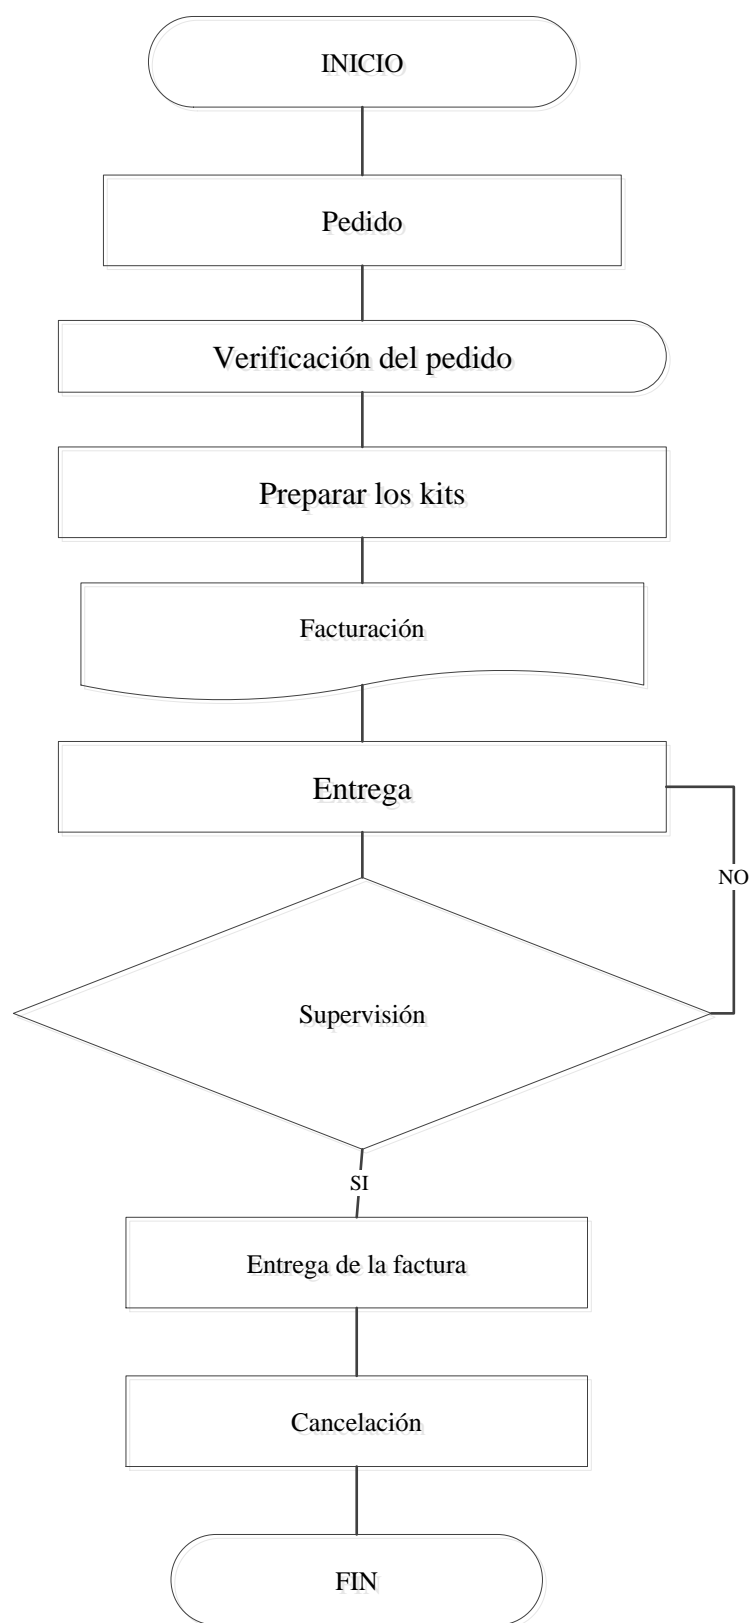 INICIO
Pedido
Verificación del pedido
Preparar los kits
Facturación
Entrega
NO
Supervisión
SI
Entrega de la factura
Cancelación
FIN